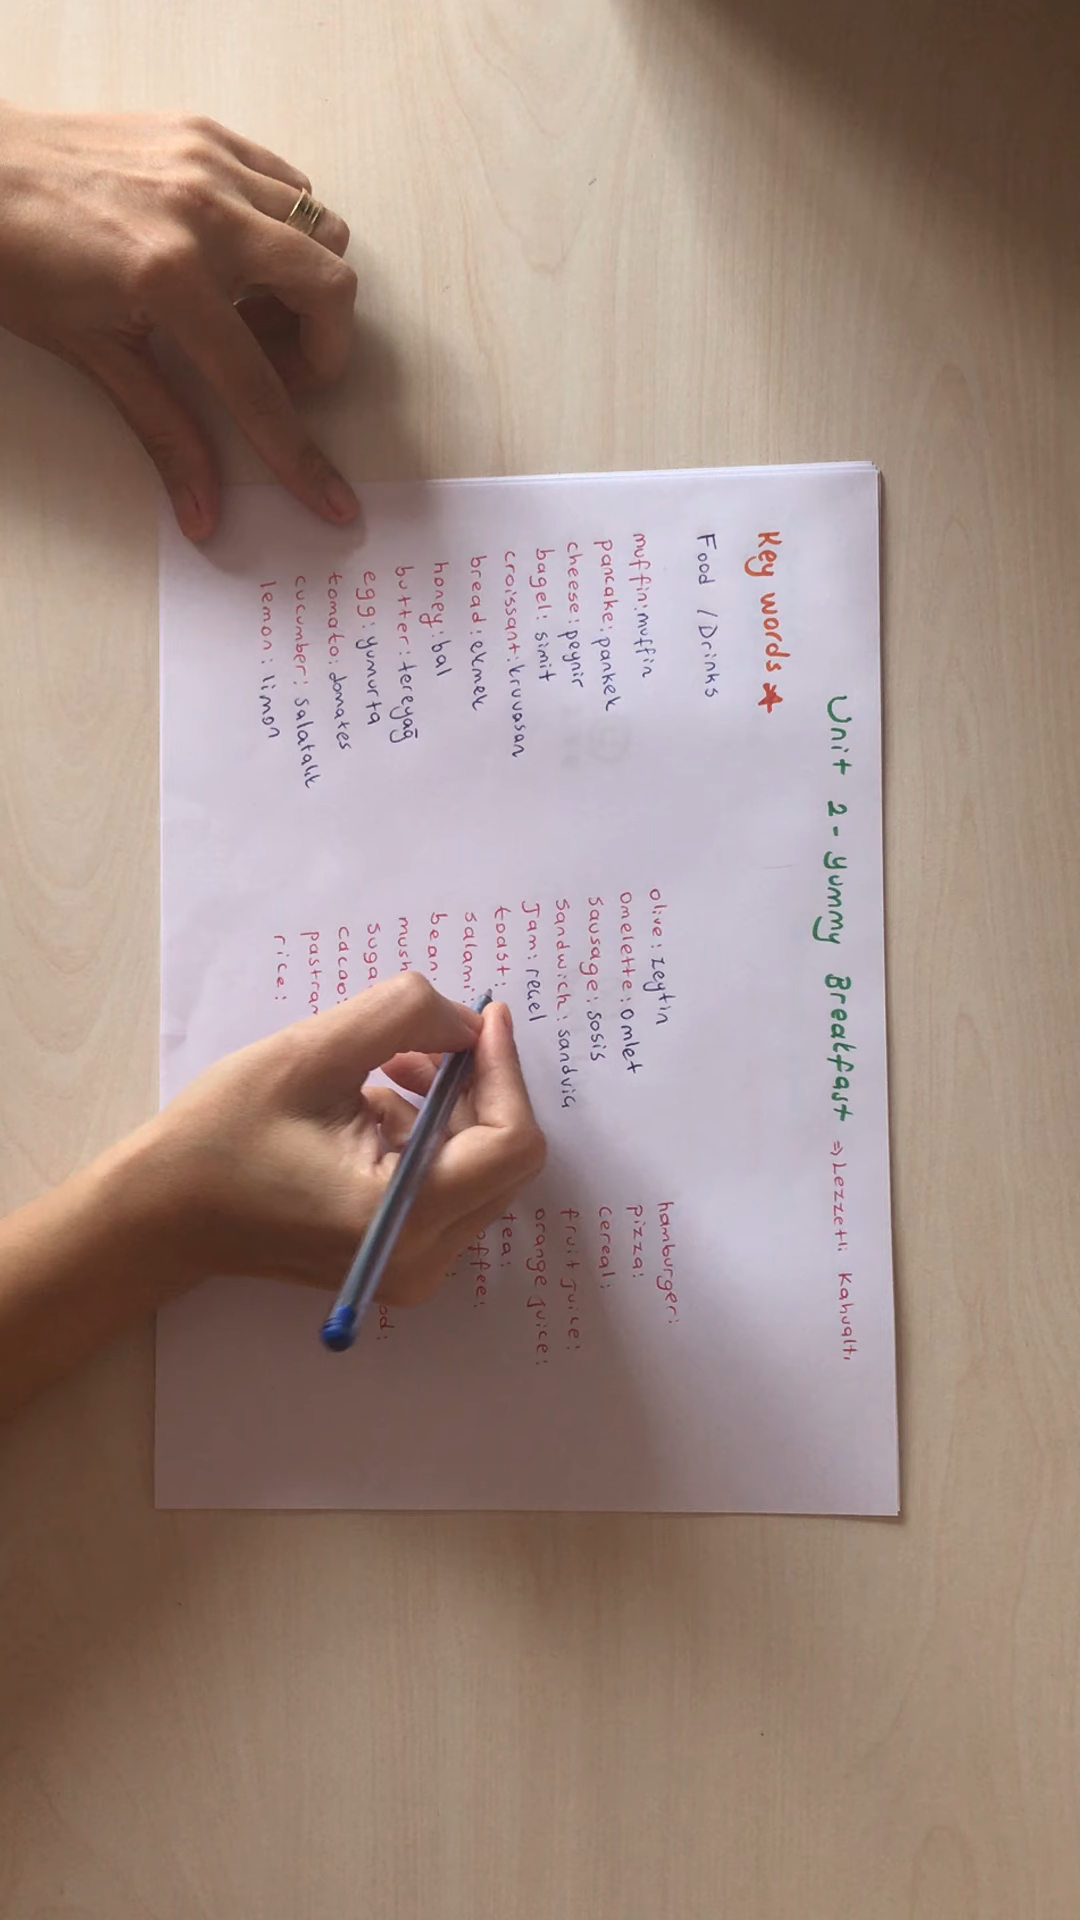 Unit 2 - Yummy Breakfast => Lezzetli Kahvaltı
Key words
Food / Drinks
muffin: muffin
pancake: pankek
cheese: peynir
bagel: simit
croissant: kruvasan
bread: ekmek
honey: bal
butter: tereyağ
egg: yumurta
tomato: domates
cucumber: salatalık
lemon: limon
olive: zeytin
omelette: omlet
sausage: sosis
sandwich: sandviç
Jam: reçel
toast:
salami:
bean:
cacao:
rice:
hamburger:
pizza:
cereal:
fruit juice:
orange juice:
tea: